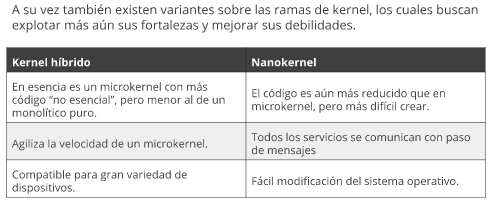 A su vez también existen variantes sobre las ramas de kernel, los cuales buscan
explotar más aún sus fortalezas y mejorar sus debilidades.
Kernel híbrido
Nanokernel
En esencia es un microkernel con más
código "no esencial", pero menor al de un
monolítico puro.
El código es aún más reducido que en
microkernel, pero más difícil crear.
Agiliza la velocidad de un microkernel.
Todos los servicios se comunican con paso
de mensajes
Compatible para gran variedad de
dispositivos.
Fácil modificación del sistema operativo.